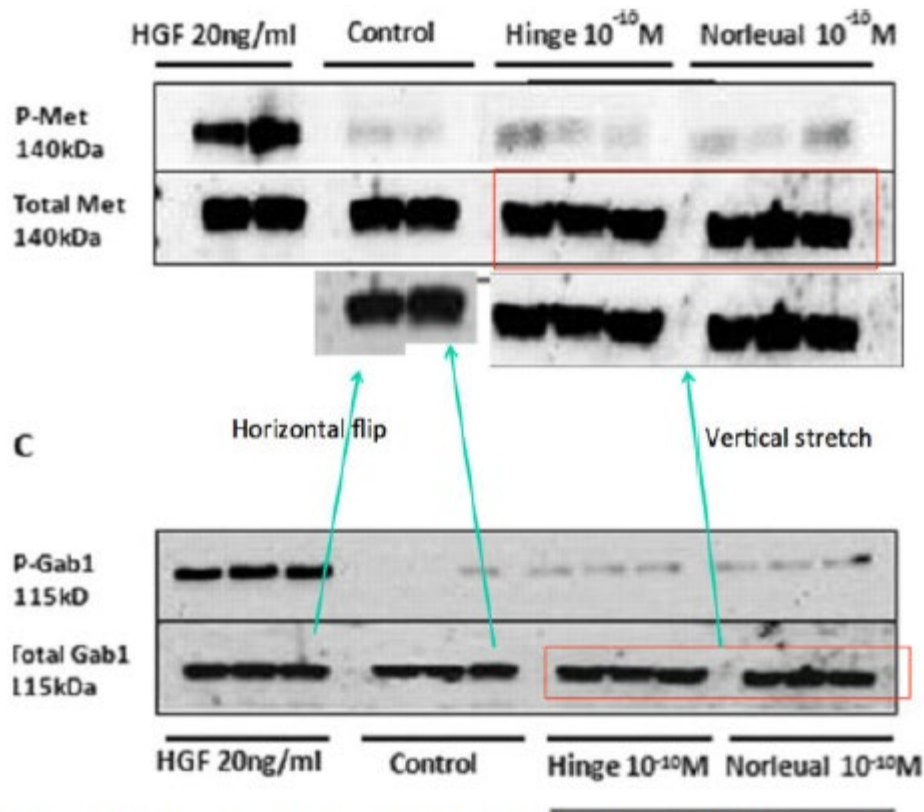 HGF 20ng/ml Control Hinge 10-10M Norleual 10-10M
P-Met
140kDa
Total Met
140kDa
Horizontal flip
Vertical stretch
C
P-Gab1
115kD
Total Gab1
115kDa
HGF 20ng/ml Control Hinge 10-10M Norleual 10-10M